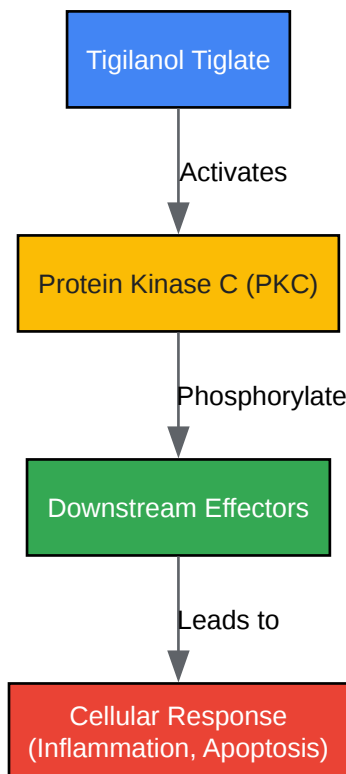 Tigilanol Tiglate
Activates
Protein Kinase C (PKC)
Phosphorylate
Downstream Effectors
Leads to
Cellular Response
(Inflammation, Apoptosis)